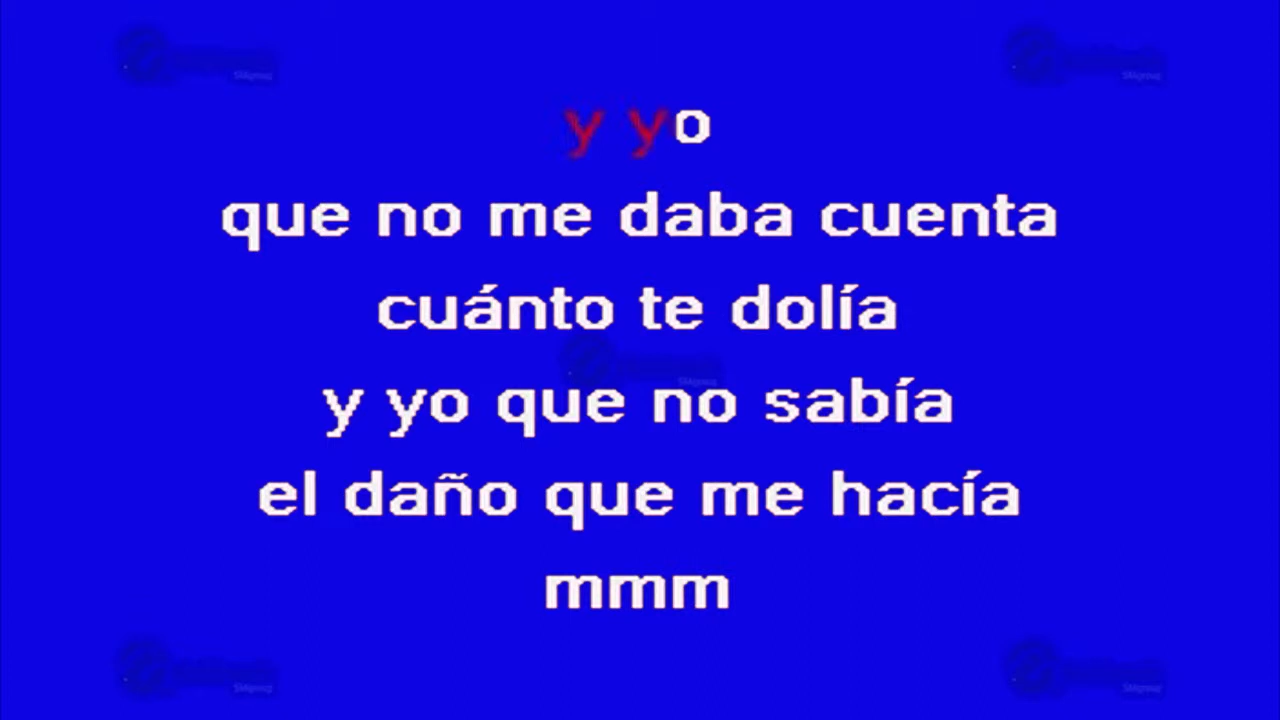 y yo
que no me daba cuenta
cuánto te dolía
y yo que no sabía
el daño que me hacía
mmm